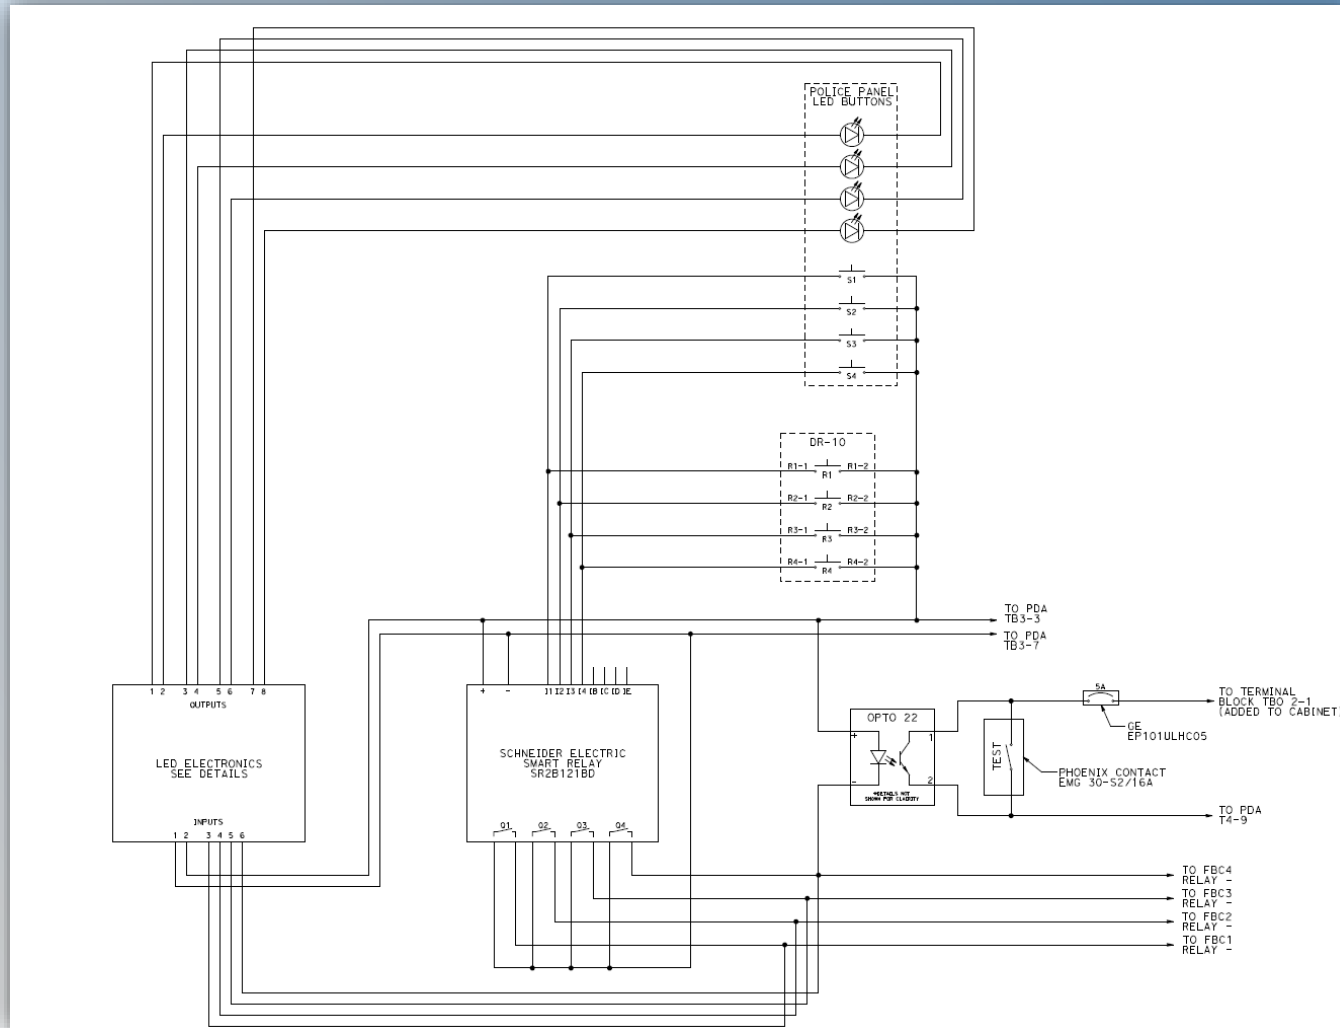 POLICE PANEL
LED BUTTONS
S1
S2
S3
S4
DR-10
R1-1 R1 R1-2
R2-1 R2 R2-2
R3-1 R3 R3-2
R4-1 R4 R4-2
TO PDA
TB3-3
TO PDA
TB3-7
1 2 3 4 5 6 7 8
OUTPUTS
LED ELECTRONICS
SEE DETAILS
INPUTS
1 2 3 4 5 6
+ - I1 I2 I3 I4 IB IC ID IE
SCHNEIDER ELECTRIC
SMART RELAY
SR2B121BD
Q1 Q2 Q3 Q4
OPTO 22
+ 1
- 2
*DETAILS NOT
SHOWN FOR CLARITY
5A
GE
EP101ULHC05
TO TERMINAL
BLOCK TBO 2-1
(ADDED TO CABINET)
TEST
PHOENIX CONTACT
EMG 30-S2/16A
TO PDA
T4-9
TO FBC4
RELAY -
TO FBC3
RELAY -
TO FBC2
RELAY -
TO FBC1
RELAY -